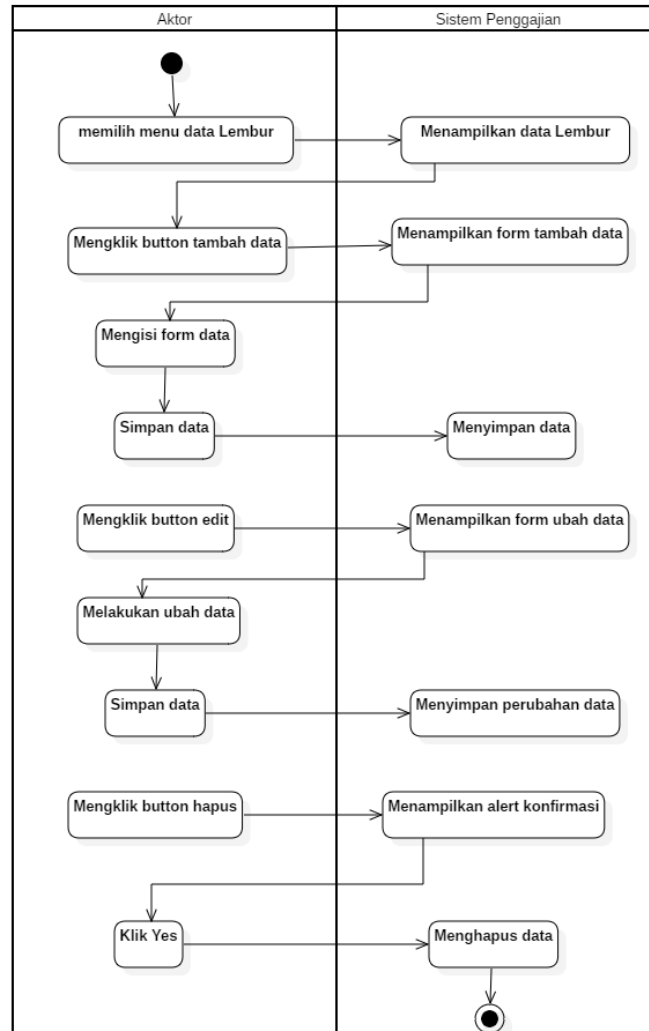 Aktor
Sistem Penggajian
memilih menu data Lembur
Menampilkan data Lembur
Mengklik button tambah data
Menampilkan form tambah data
Mengisi form data
Simpan data
Menyimpan data
Mengklik button edit
Menampilkan form ubah data
Melakukan ubah data
Simpan data
Menyimpan perubahan data
Mengklik button hapus
Menampilkan alert konfirmasi
Klik Yes
Menghapus data